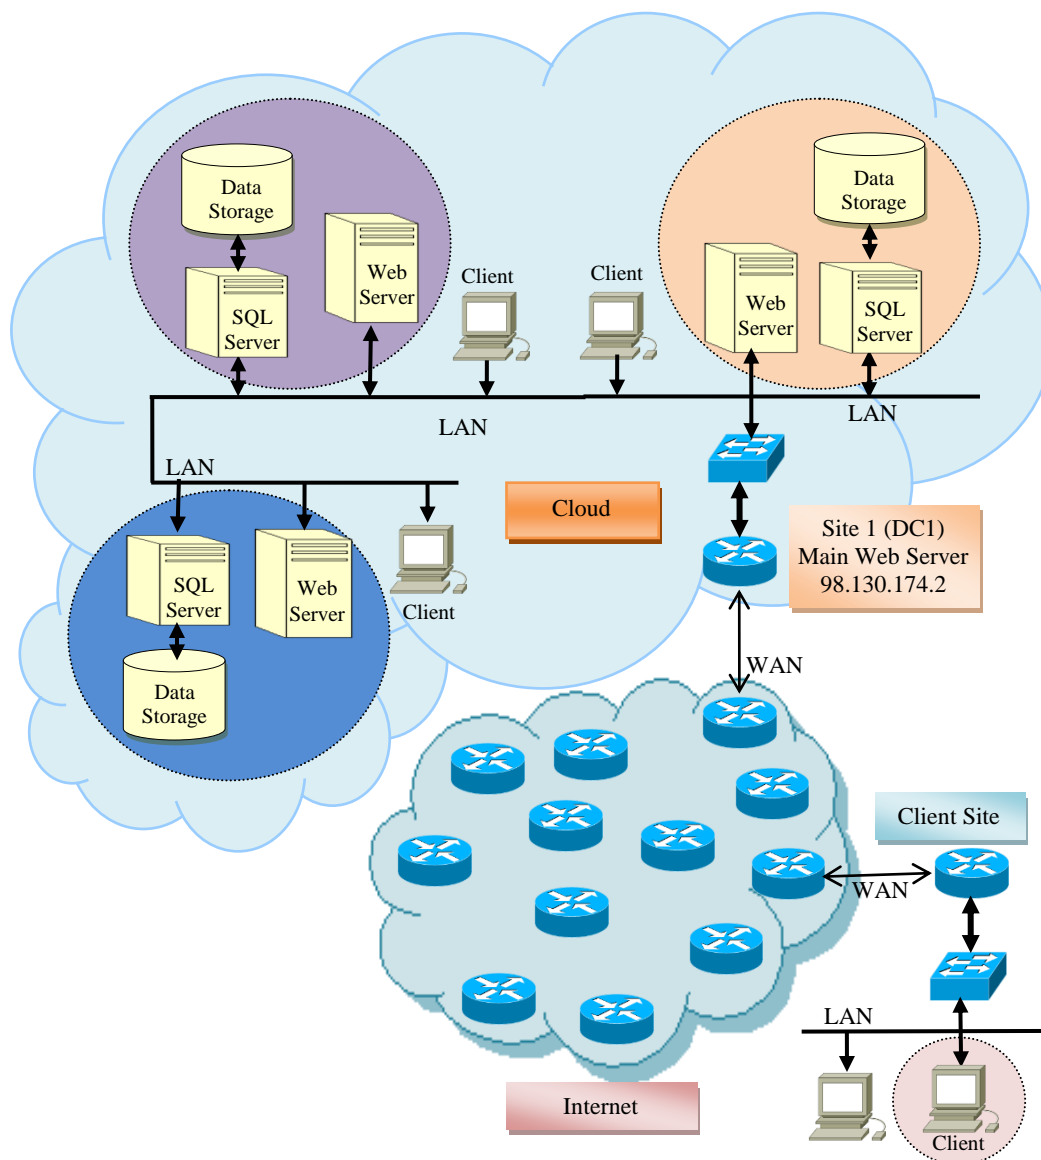 Data
Storage
SQL
Server
Web
Server
Client
Client
Data
Storage
Web
Server
SQL
Server
LAN
LAN
LAN
Cloud
Site 1 (DC1)
Main Web Server
98.130.174.2
SQL
Server
Web
Server
Client
Data
Storage
WAN
Client Site
WAN
LAN
Internet
Client